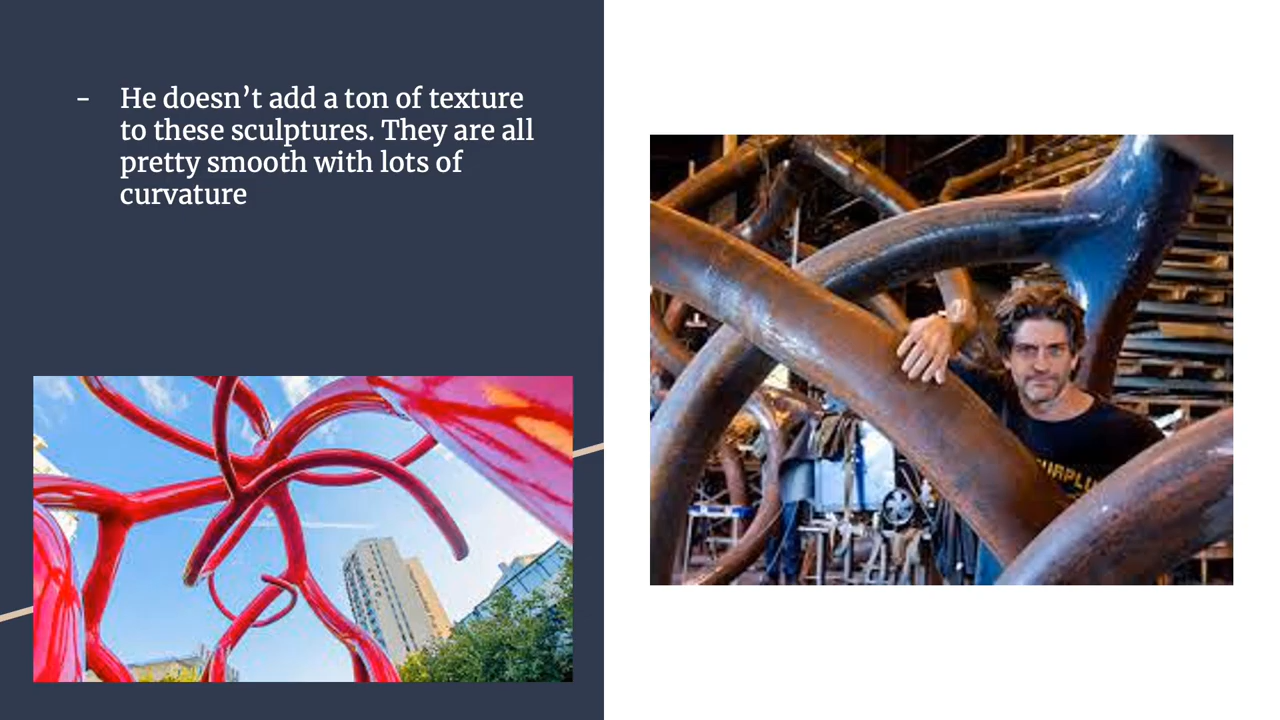 - He doesn’t add a ton of texture
to these sculptures. They are all
pretty smooth with lots of
curvature